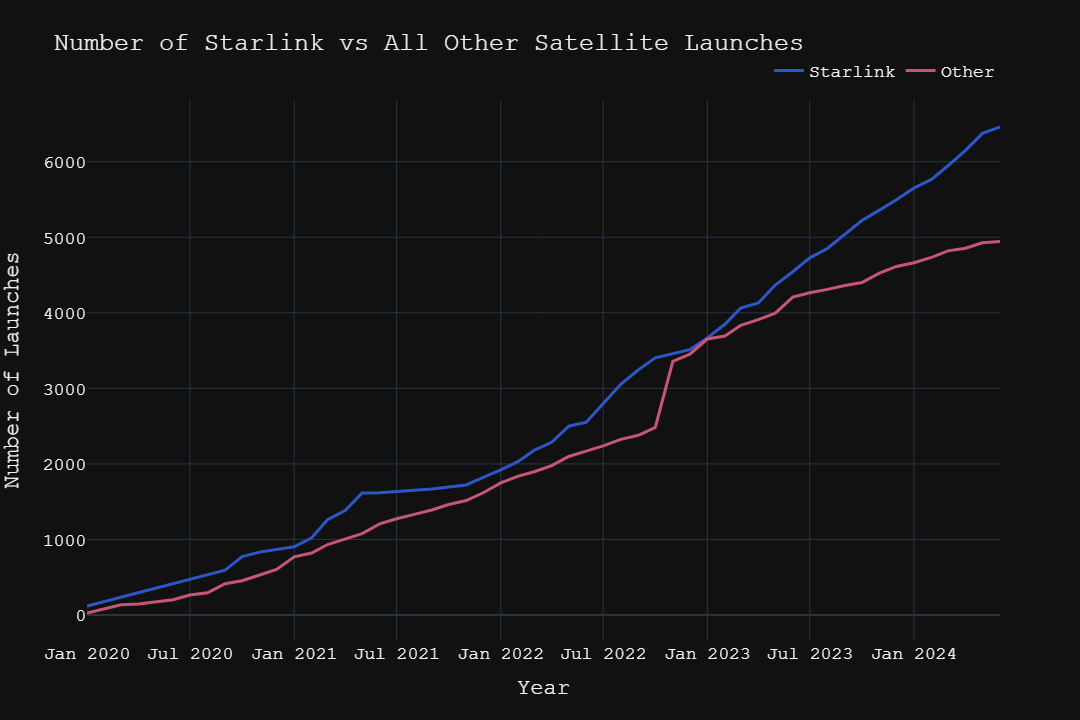 Number of Starlink vs All Other Satellite Launches
Starlink Other
Number of Launches
6000
5000
4000
3000
2000
1000
0
Jan 2020 Jul 2020 Jan 2021 Jul 2021 Jan 2022 Jul 2022 Jan 2023 Jul 2023 Jan 2024
Year